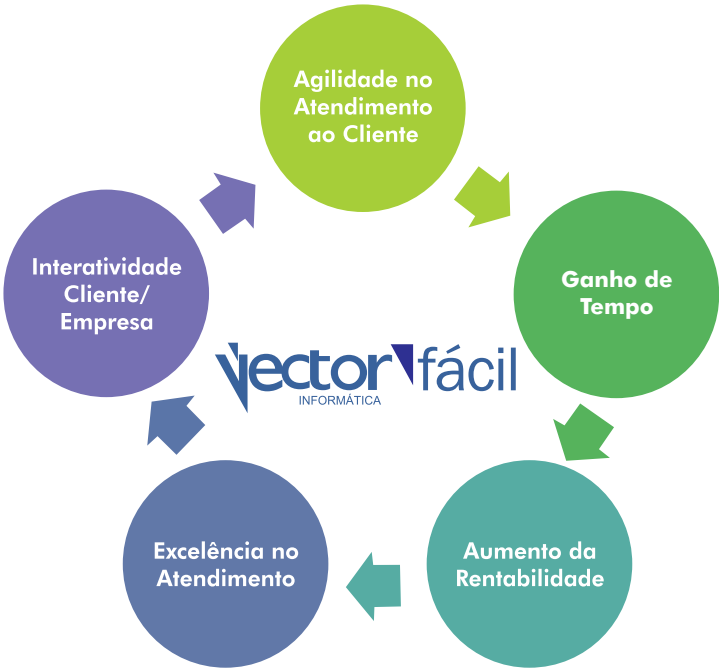 Agilidade no
Atendimento
ao Cliente
Ganho de
Tempo
Aumento da
Rentabilidade
Excelência no
Atendimento
Interatividade
Cliente/
Empresa
Vector fácil
INFORMÁTICA